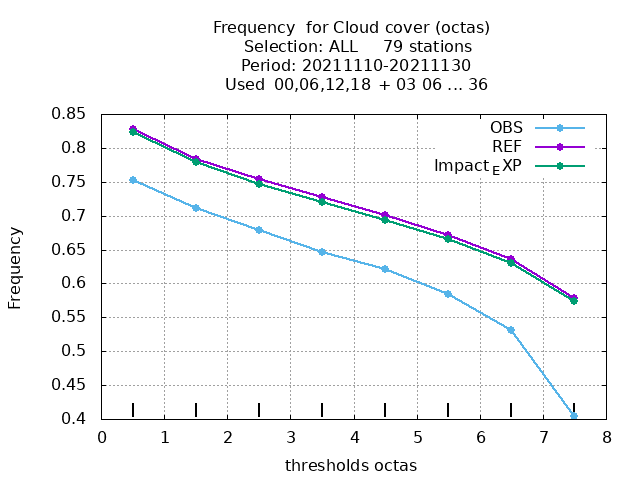 Frequency  for Cloud cover (octas)
Selection: ALL     79 stations
Period: 20211110-20211130
Used  00,06,12,18  + 03 06 ... 36
OBS
REF
Impact_EXP
Frequency
0.85
0.8
0.75
0.7
0.65
0.6
0.55
0.5
0.45
0.4
0 1 2 3 4 5 6 7 8
thresholds octas